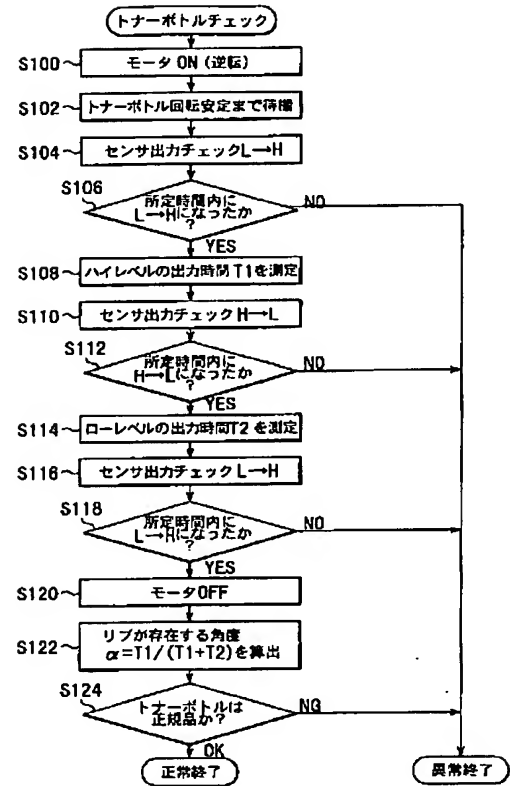 トナーボトルチェック
S100
モータ ON (逆転)
S102
トナーボトル回転安定まで待機
S104
センサ出力チェックL→H
S106
所定時間内に
L→Hになったか
?
NO
YES
S108
ハイレベルの出力時間 T1を測定
S110
センサ出力チェック H→L
S112
所定時間内に
H→Lになったか
?
NO
YES
S114
ローレベルの出力時間T2 を測定
S116
センサ出力チェック L→H
S118
所定時間内に
L→Hになったか
?
NO
YES
S120
モータOFF
S122
リブが存在する角度
α=T1/(T1+T2)を算出
S124
トナーボトルは
正規品か?
NG
OK
正常終了
異常終了